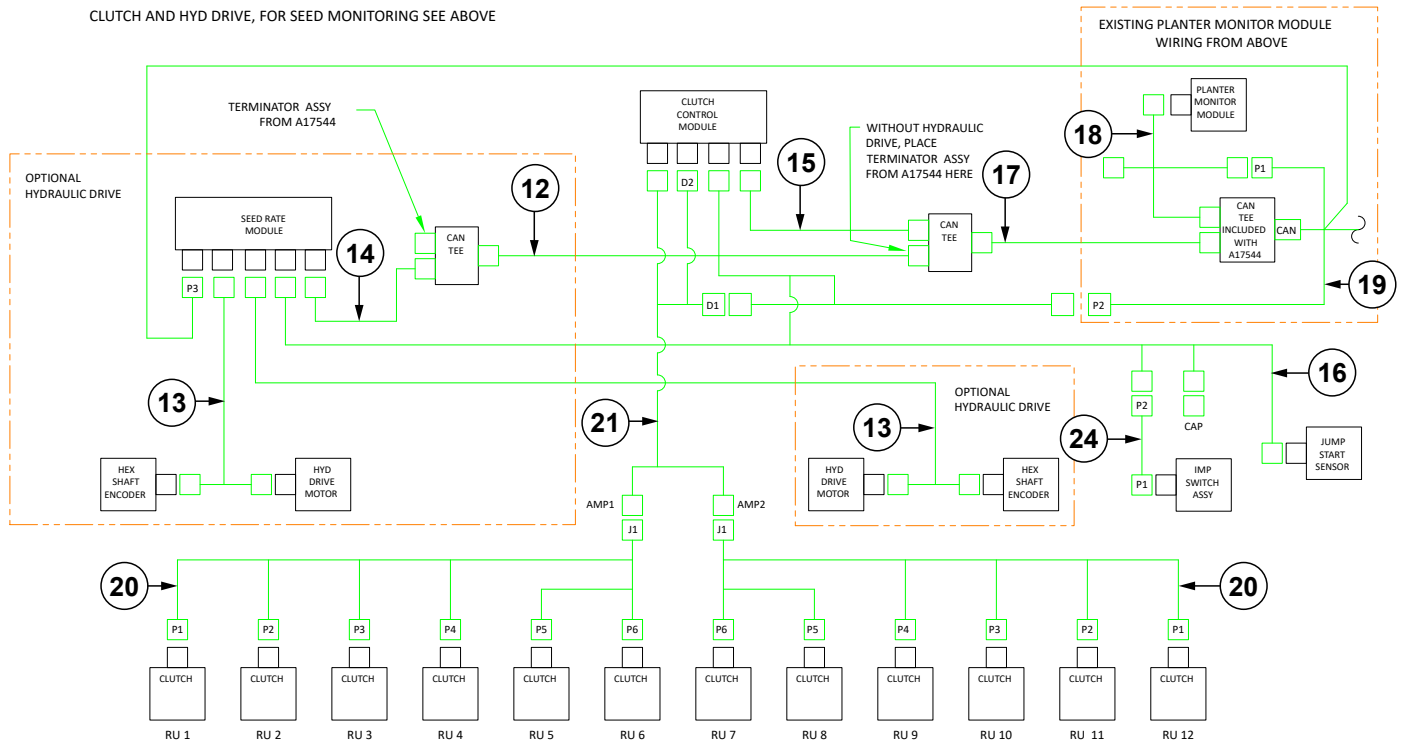 CLUTCH AND HYD DRIVE, FOR SEED MONITORING SEE ABOVE
EXISTING PLANTER MONITOR MODULE
WIRING FROM ABOVE
TERMINATOR ASSY
FROM A17544
CLUTCH
CONTROL
MODULE
PLANTER
MONITOR
MODULE
18
WITHOUT HYDRAULIC
DRIVE, PLACE
TERMINATOR ASSY
FROM A17544 HERE
OPTIONAL
HYDRAULIC DRIVE
12
15
17
P1
D2
SEED RATE
MODULE
14
CAN
TEE
CAN
TEE
CAN
TEE
INCLUDED
WITH
A17544
CAN
P3
D1
P2
19
13
21
OPTIONAL
HYDRAULIC DRIVE
13
16
P2
CAP
24
HEX
SHAFT
ENCODER
HYD
DRIVE
MOTOR
HYD
DRIVE
MOTOR
HEX
SHAFT
ENCODER
P1
IMP
SWITCH
ASSY
JUMP
START
SENSOR
AMP1
AMP2
J1
J1
20
20
P1
P2
P3
P4
P5
P6
P6
P5
P4
P3
P2
P1
CLUTCH
CLUTCH
CLUTCH
CLUTCH
CLUTCH
CLUTCH
CLUTCH
CLUTCH
CLUTCH
CLUTCH
CLUTCH
CLUTCH
RU 1
RU 2
RU 3
RU 4
RU 5
RU 6
RU 7
RU 8
RU 9
RU 10
RU 11
RU 12